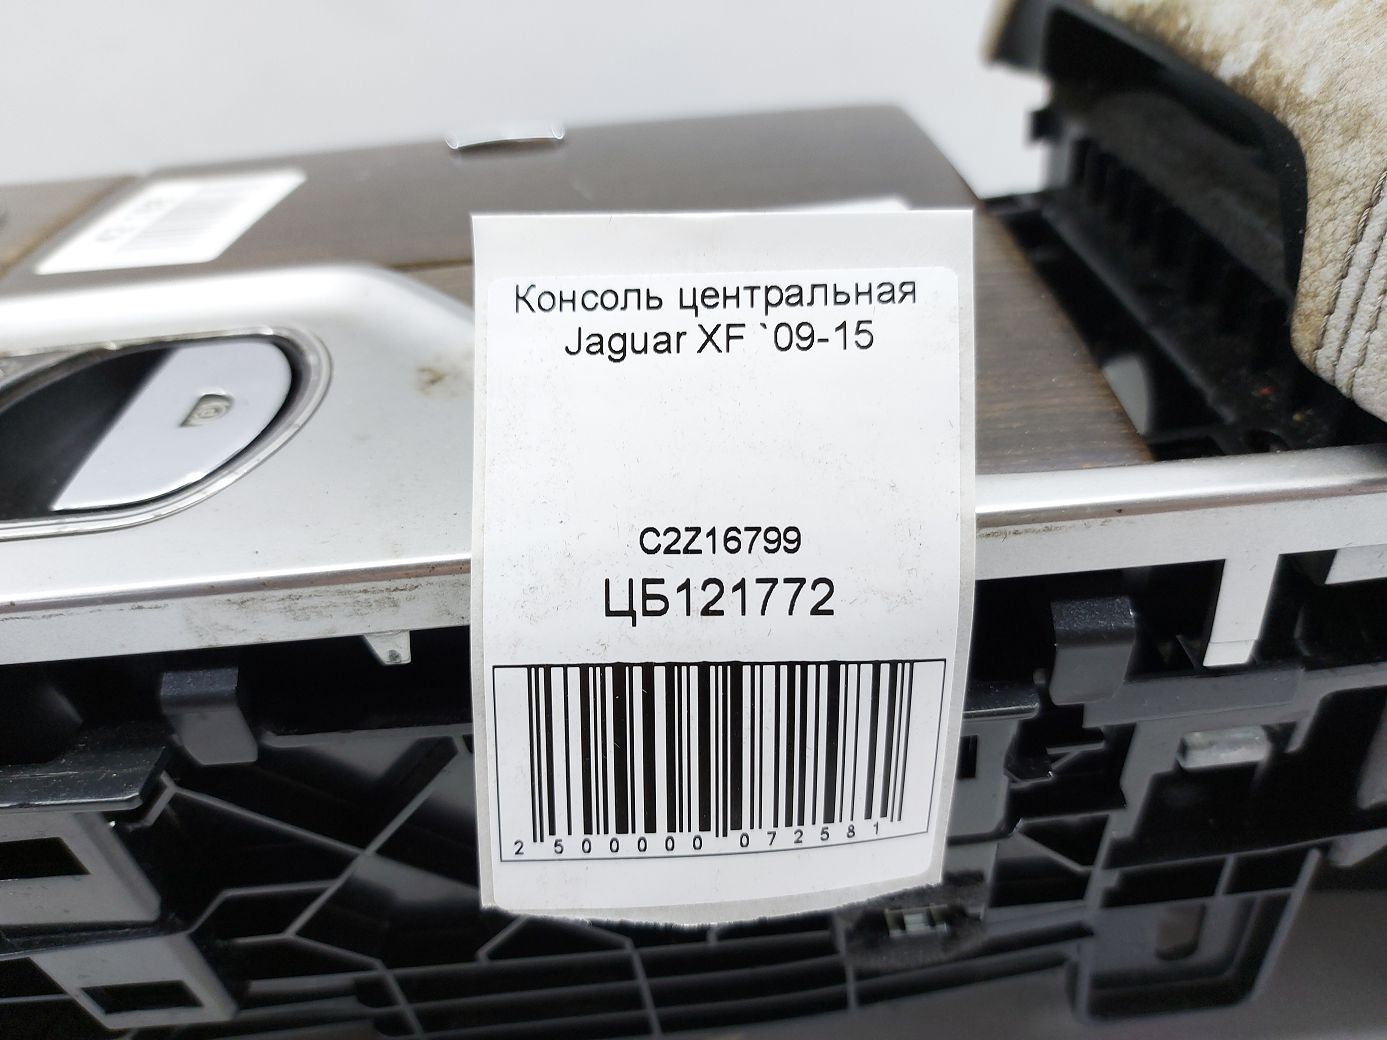 Консоль центральная
Jaguar XF `09-15
C2Z16799
ЦБ121772
2 500000 072581